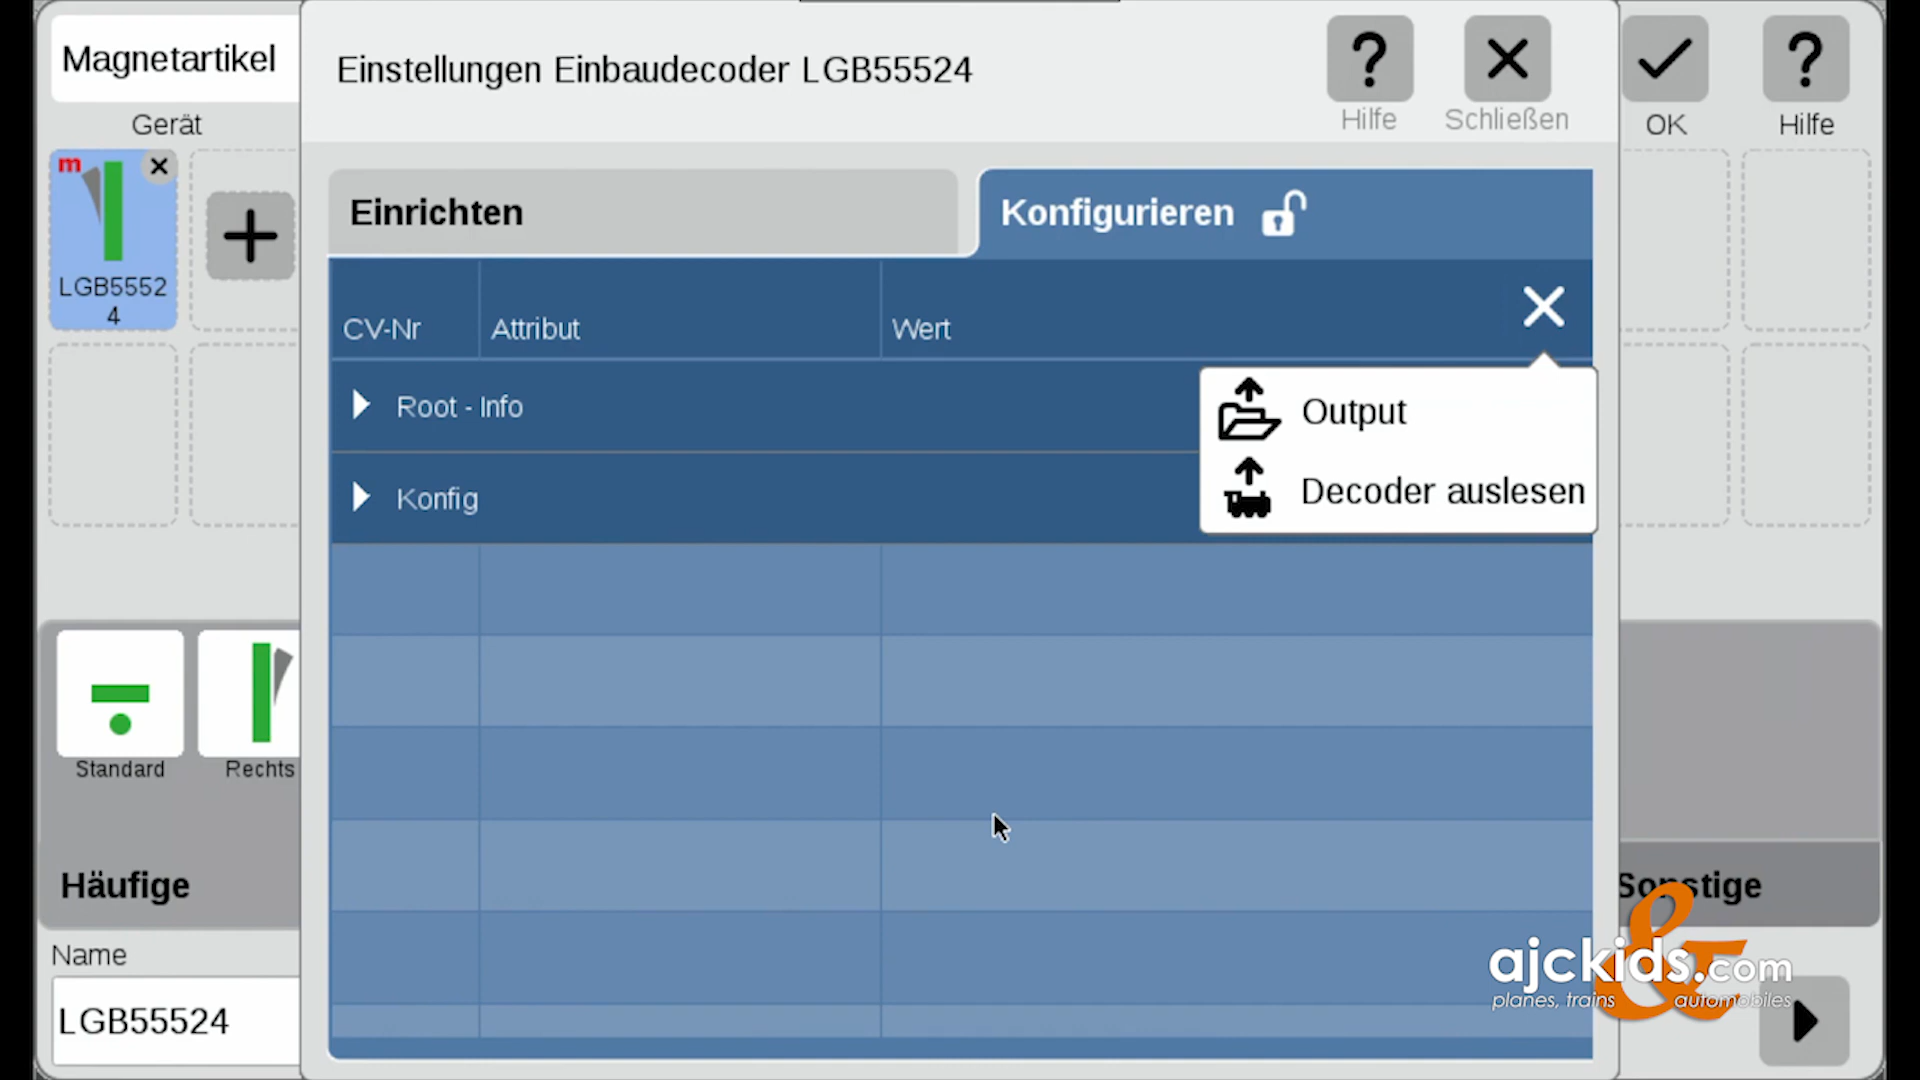 Magnetartikel
Einstellungen Einbaudecoder LGB55524
Hilfe
Schließen
OK
Hilfe
Gerät
m
LGB5552
4
Einrichten
Konfigurieren
CV-Nr
Attribut
Wert
Root - Info
Konfig
Output
Decoder auslesen
Standard
Rechts
Häufige
Sonstige
Name
LGB55524
&
ajckids.com
planes, trains automobiles